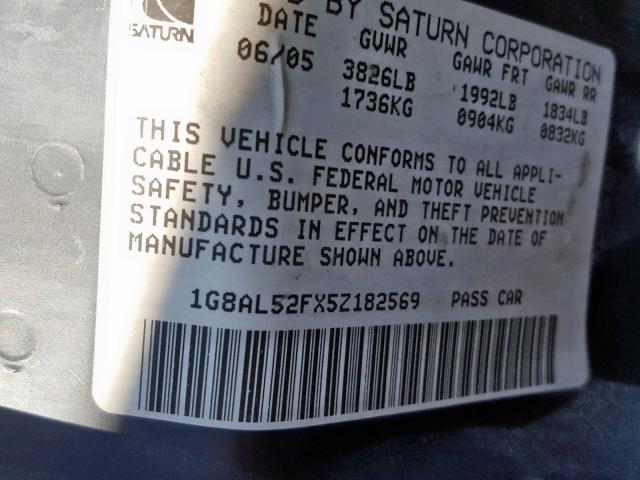 SATURN
BY SATURN CORPORATION
DATE GVWR GAWR FRT GAWR RR
06/05 3826LB 1992LB 1834LB
1736KG 0904KG 0832KG
THIS VEHICLE CONFORMS TO ALL APPLI-
CABLE U.S. FEDERAL MOTOR VEHICLE
SAFETY, BUMPER, AND THEFT PREVENTION
STANDARDS IN EFFECT ON THE DATE OF
MANUFACTURE SHOWN ABOVE.
1G8AL52FX5Z182569 PASS CAR